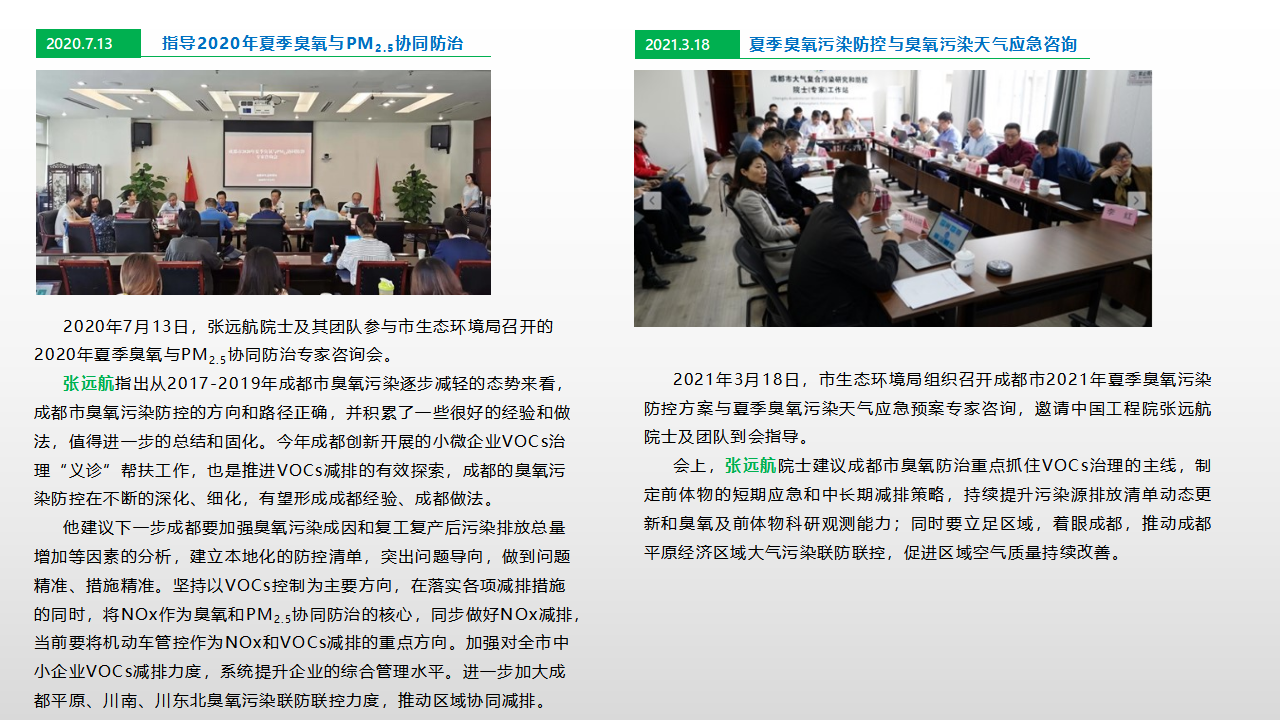 2020.7.13
指导2020年夏季臭氧与PM2.5协同防治
2020年7月13日，张远航院士及其团队参与市生态环境局召开的
2020年夏季臭氧与PM2.5协同防治专家咨询会。
张远航指出从2017-2019年成都市臭氧污染逐步减轻的态势来看，
成都市臭氧污染防控的方向和路径正确，并积累了一些很好的经验和做
法，值得进一步的总结和固化。今年成都创新开展的小微企业VOCs治
理“义诊”帮扶工作，也是推进VOCs减排的有效探索，成都的臭氧污
染防控在不断的深化、细化，有望形成成都经验、成都做法。
他建议下一步成都要加强臭氧污染成因和复工复产后污染排放总量
增加等因素的分析，建立本地化的防控清单，突出问题导向，做到问题
精准、措施精准。坚持以VOCs控制为主要方向，在落实各项减排措施
的同时，将NOx作为臭氧和PM2.5协同防治的核心，同步做好NOx减排，
当前要将机动车管控作为NOx和VOCs减排的重点方向。加强对全市中
小企业VOCs减排力度，系统提升企业的综合管理水平。进一步加大成
都平原、川南、川东北臭氧污染联防联控力度，推动区域协同减排。
2021.3.18
夏季臭氧污染防控与臭氧污染天气应急咨询
成都市大气复合污染研究和防控
院士(专家)工作站
李红
2021年3月18日，市生态环境局组织召开成都市2021年夏季臭氧污染
防控方案与夏季臭氧污染天气应急预案专家咨询，邀请中国工程院张远航
院士及团队到会指导。
会上，张远航院士建议成都市臭氧防治重点抓住VOCs治理的主线，制
定前体物的短期应急和中长期减排策略，持续提升污染源排放清单动态更
新和臭氧及前体物科研观测能力；同时要立足区域，着眼成都，推动成都
平原经济区域大气污染联防联控，促进区域空气质量持续改善。